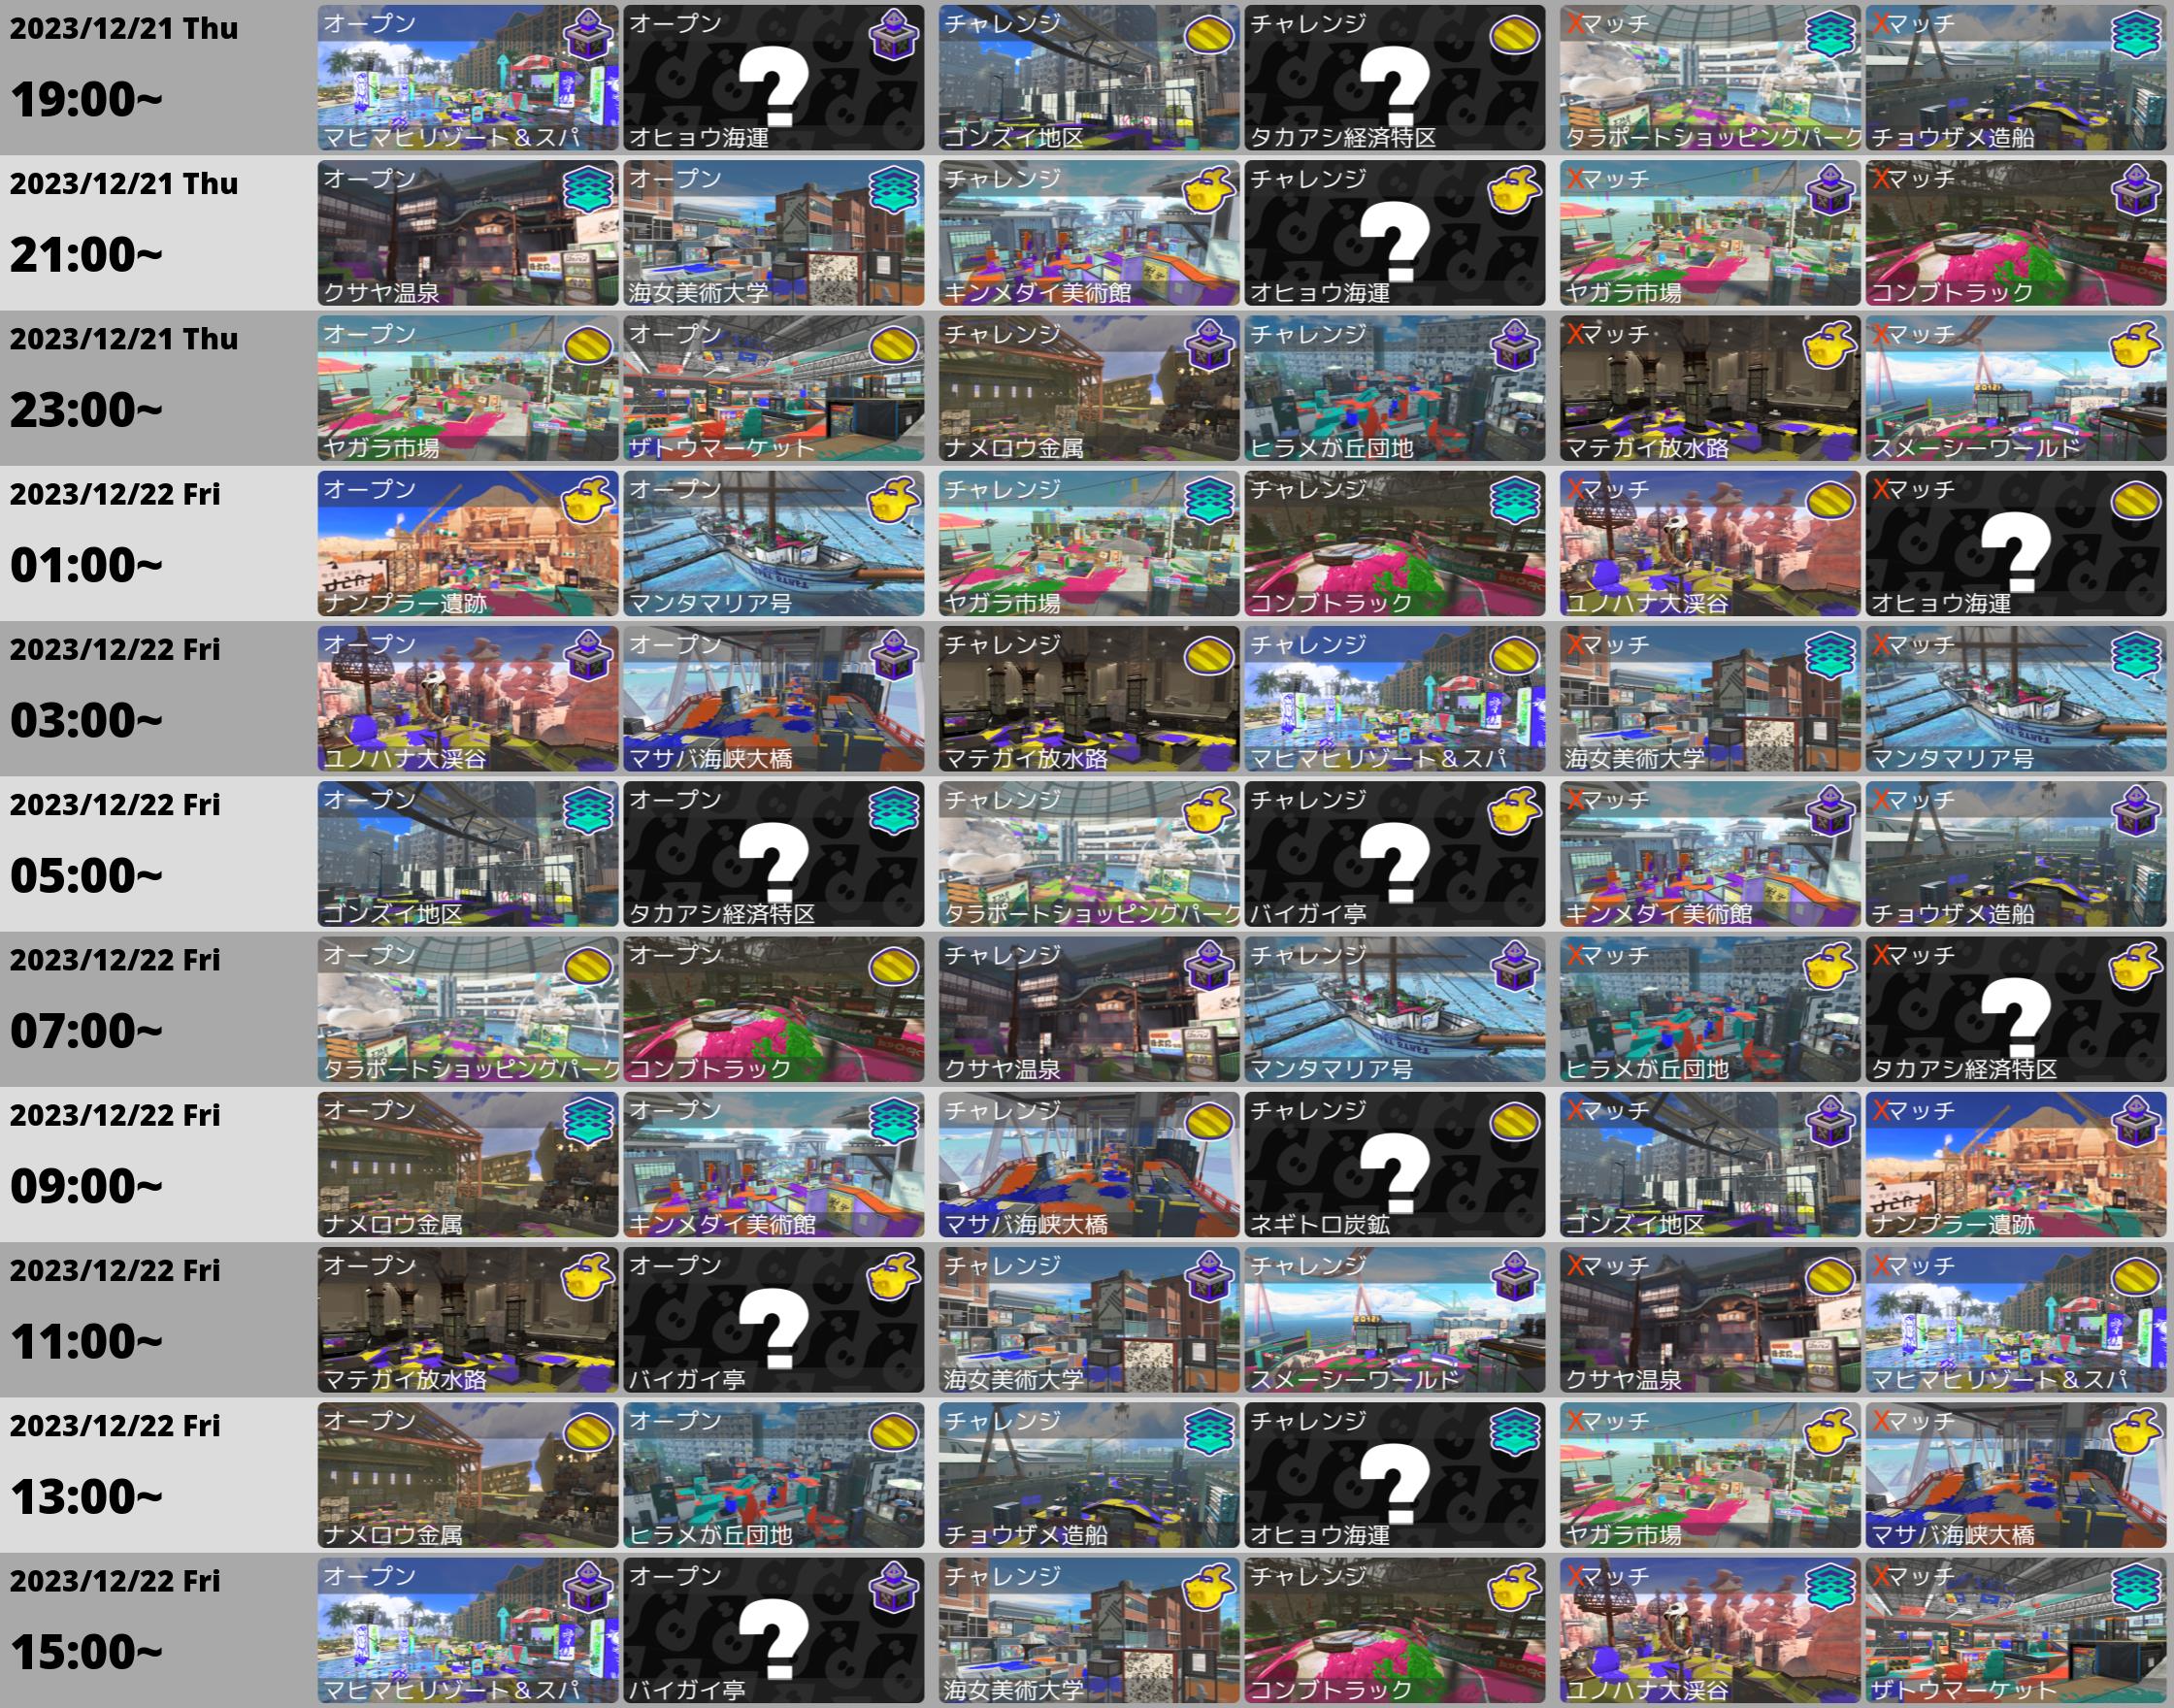 2023/12/21 Thu
19:00~
オープン
マヒマヒリゾート＆スパ
オープン
オヒョウ海運
チャレンジ
ゴンズイ地区
チャレンジ
タカアシ経済特区
Xマッチ
タラポートショッピングパーク
Xマッチ
チョウザメ造船
2023/12/21 Thu
21:00~
オープン
クサヤ温泉
オープン
海女美術大学
チャレンジ
キンメダイ美術館
チャレンジ
オヒョウ海運
Xマッチ
ヤガラ市場
Xマッチ
コンブトラック
2023/12/21 Thu
23:00~
オープン
ヤガラ市場
オープン
ザトウマーケット
チャレンジ
ナメロウ金属
チャレンジ
ヒラメが丘団地
Xマッチ
マテガイ放水路
Xマッチ
スメーシーワールド
2023/12/22 Fri
01:00~
オープン
ナンプラー遺跡
オープン
マンタマリア号
チャレンジ
ヤガラ市場
チャレンジ
コンブトラック
Xマッチ
ユノハナ大渓谷
Xマッチ
オヒョウ海運
2023/12/22 Fri
03:00~
オープン
ユノハナ大渓谷
オープン
マサバ海峡大橋
チャレンジ
マテガイ放水路
チャレンジ
マヒマヒリゾート＆スパ
Xマッチ
海女美術大学
Xマッチ
マンタマリア号
2023/12/22 Fri
05:00~
オープン
ゴンズイ地区
オープン
タカアシ経済特区
チャレンジ
タラポートショッピングパーク
チャレンジ
バイガイ亭
Xマッチ
キンメダイ美術館
Xマッチ
チョウザメ造船
2023/12/22 Fri
07:00~
オープン
タラポートショッピングパーク
オープン
コンブトラック
チャレンジ
クサヤ温泉
チャレンジ
マンタマリア号
Xマッチ
ヒラメが丘団地
Xマッチ
タカアシ経済特区
2023/12/22 Fri
09:00~
オープン
ナメロウ金属
オープン
キンメダイ美術館
チャレンジ
マサバ海峡大橋
チャレンジ
ネギトロ炭鉱
Xマッチ
ゴンズイ地区
Xマッチ
ナンプラー遺跡
2023/12/22 Fri
11:00~
オープン
マテガイ放水路
オープン
バイガイ亭
チャレンジ
海女美術大学
チャレンジ
スメーシーワールド
Xマッチ
クサヤ温泉
Xマッチ
マヒマヒリゾート＆スパ
2023/12/22 Fri
13:00~
オープン
ナメロウ金属
オープン
ヒラメが丘団地
チャレンジ
チョウザメ造船
チャレンジ
オヒョウ海運
Xマッチ
ヤガラ市場
Xマッチ
マサバ海峡大橋
2023/12/22 Fri
15:00~
オープン
マヒマヒリゾート＆スパ
オープン
バイガイ亭
チャレンジ
海女美術大学
チャレンジ
コンブトラック
Xマッチ
ユノハナ大渓谷
Xマッチ
ザトウマーケット